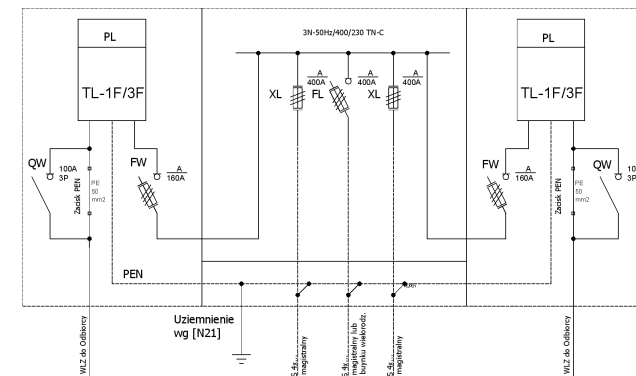 3N-50Hz/400/230 TN-C
PL
TL-1F/3F
QW
100A
3P
Zacisk PEN
PE
50
mm2
FW
A
160A
XL
A
400A
FL
A
400A
XL
A
400A
PL
TL-1F/3F
FW
A
160A
Zacisk PEN
PE
50
mm2
QW
10
3P
PEN
Uziemnienie
wg [N21]
WLZ do Odbiorcy
magistralny
magistralny lub
buynku wielorodz.
magistralny
WLZ do Odbiorcy